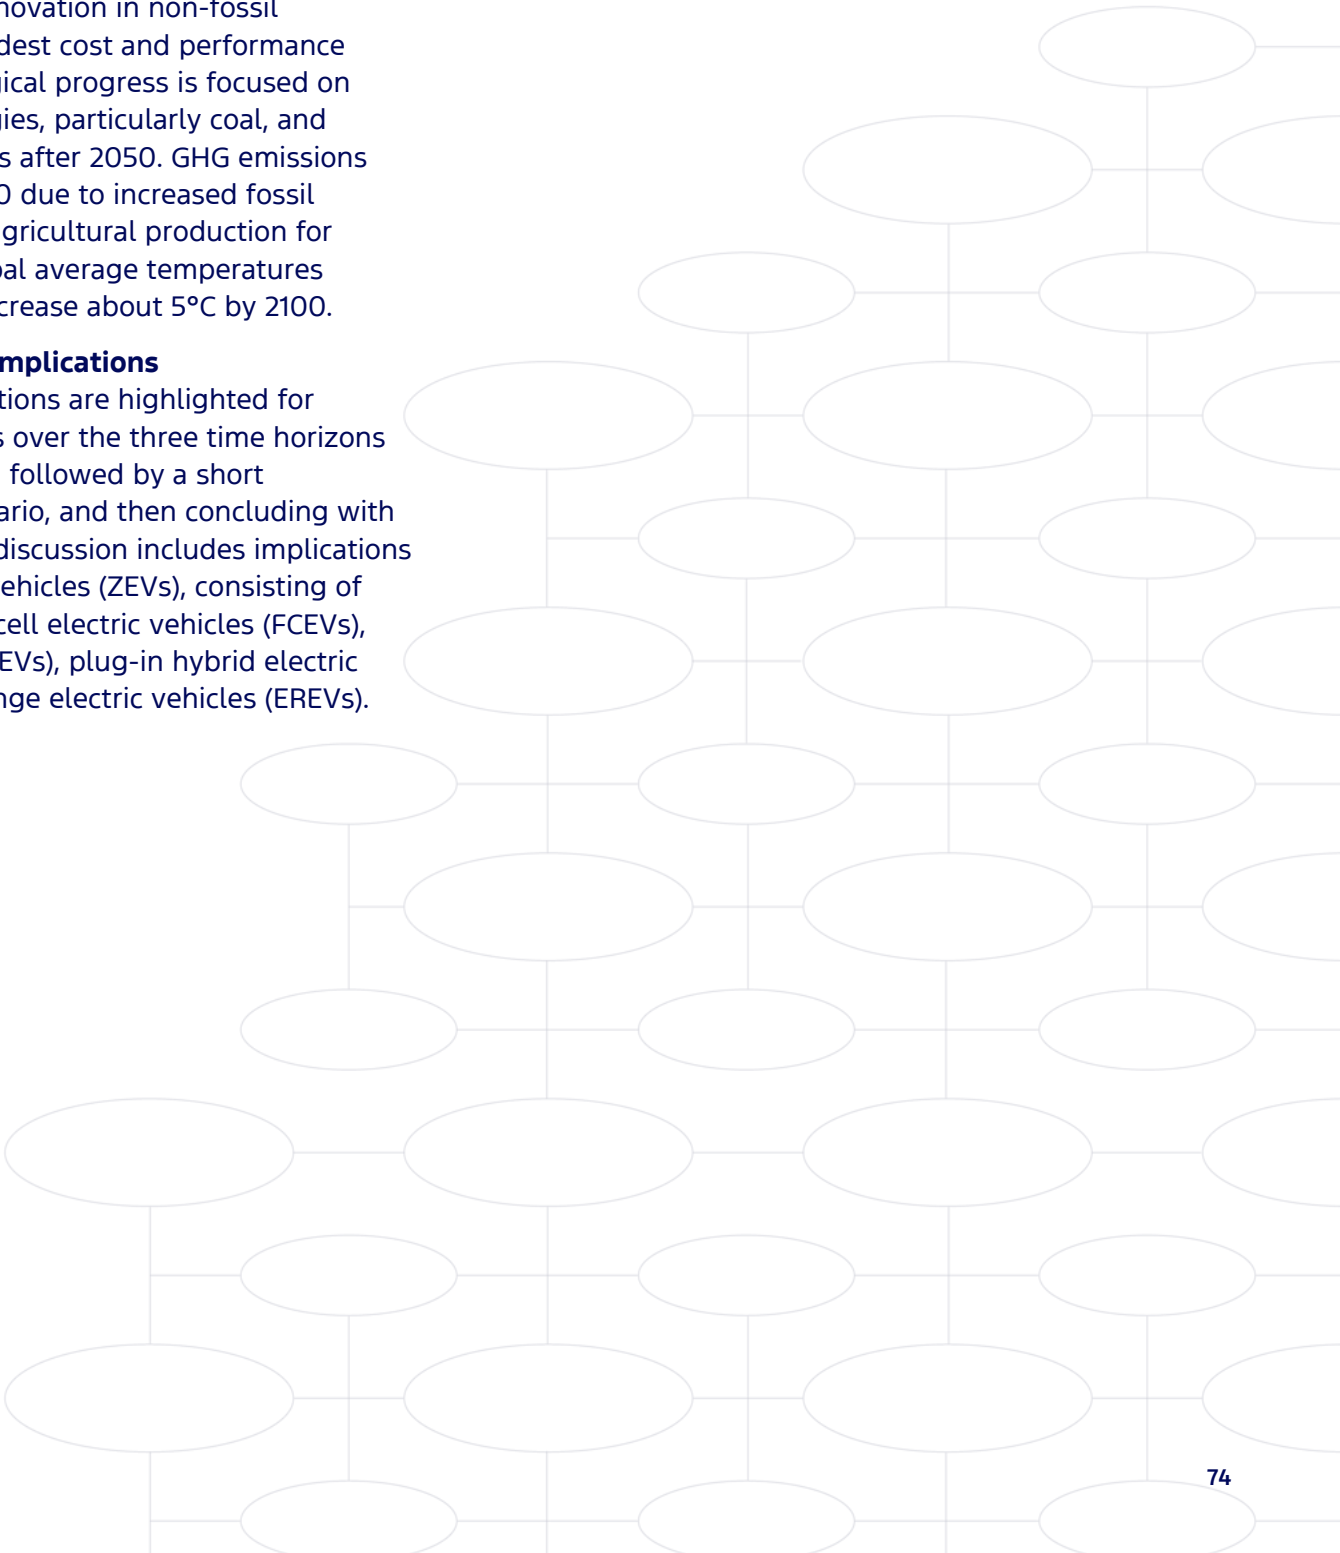 novation in non-fossil
dest cost and performance
gical progress is focused on
gies, particularly coal, and
s after 2050. GHG emissions
0 due to increased fossil
gricultural production for
bal average temperatures
crease about 5°C by 2100.
mplications
tions are highlighted for
s over the three time horizons
followed by a short
ario, and then concluding with
discussion includes implications
ehicles (ZEVs), consisting of
cell electric vehicles (FCEVs),
EVs), plug-in hybrid electric
nge electric vehicles (EREVs).
74